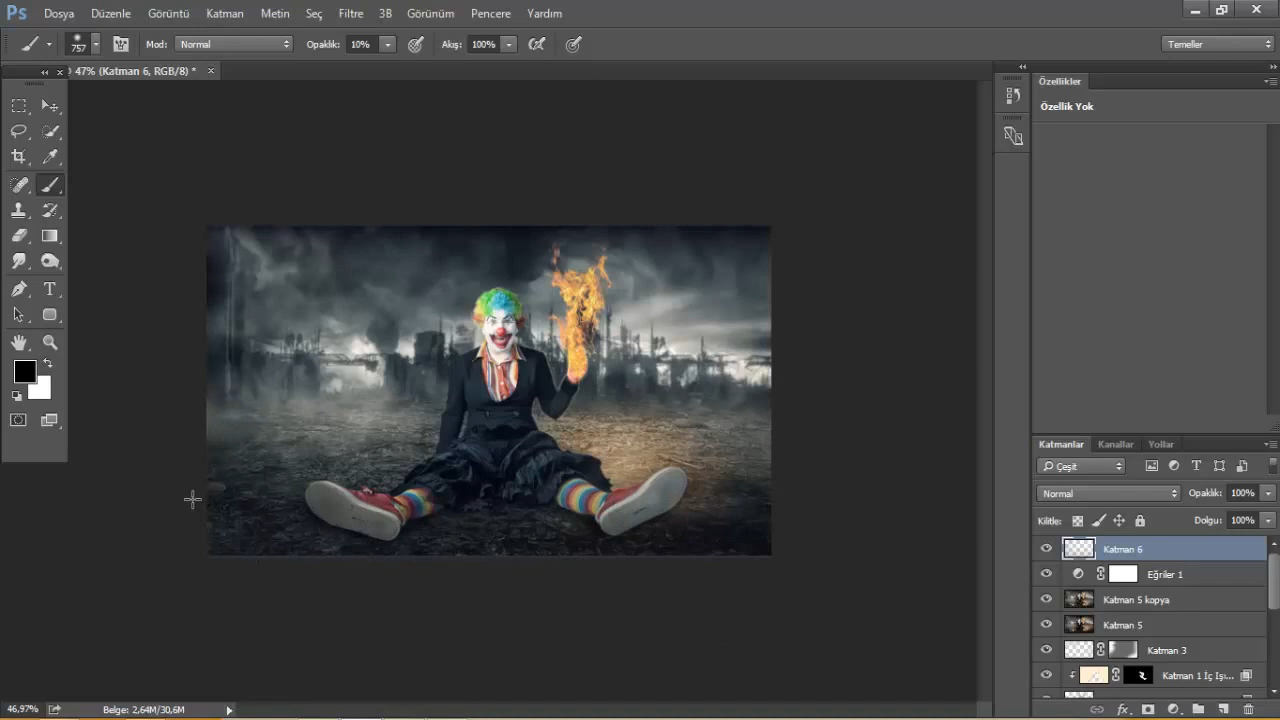 Ps Dosya Düzenle Görüntü Katman Metin Seç Filtre 3B Görünüm Pencere Yardım
757 Mod: Normal Opaklık: 10% Akış: 100% Temeller
47% (Katman 6, RGB/8) * ×
Özellikler
Özellik Yok
Katmanlar Kanallar Yollar
Çeşit
Normal Opaklık: 100%
Kilitle: Dolgu: 100%
Katman 6
Eğriler 1
Katman 5 kopya
Katman 5
Katman 3
Katman 1 İç Işı...
46,97% Belge: 2,64M/30,6M